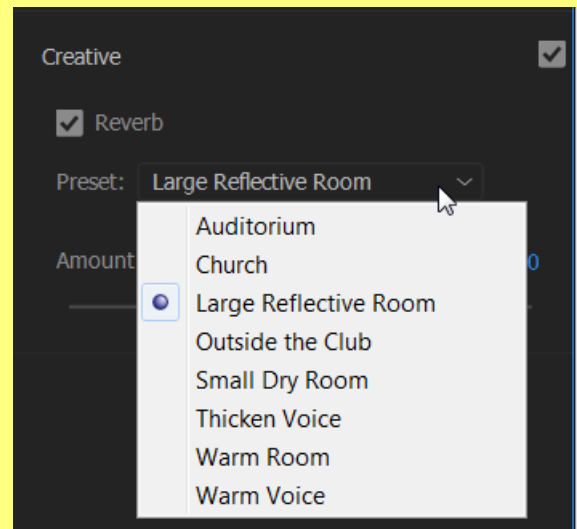 Creative
Reverb
Preset: Large Reflective Room
Auditorium
Amount
Church
0
Large Reflective Room
Outside the Club
Small Dry Room
Thicken Voice
Warm Room
Warm Voice